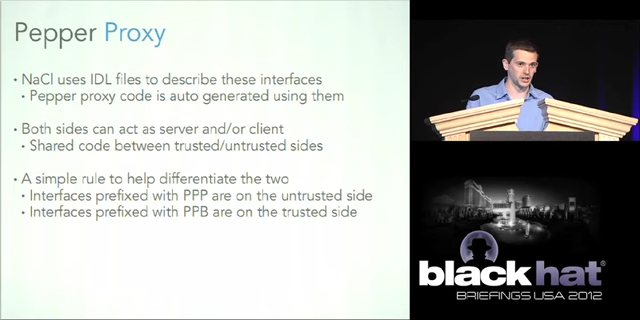 Pepper Proxy
• NaCl uses IDL files to describe these interfaces
• Pepper proxy code is auto generated using them
• Both sides can act as server and/or client
• Shared code between trusted/untrusted sides
• A simple rule to help differentiate the two
• Interfaces prefixed with PPP are on the untrusted side
• Interfaces prefixed with PPB are on the trusted side
black hat®
BRIEFINGS USA 2012